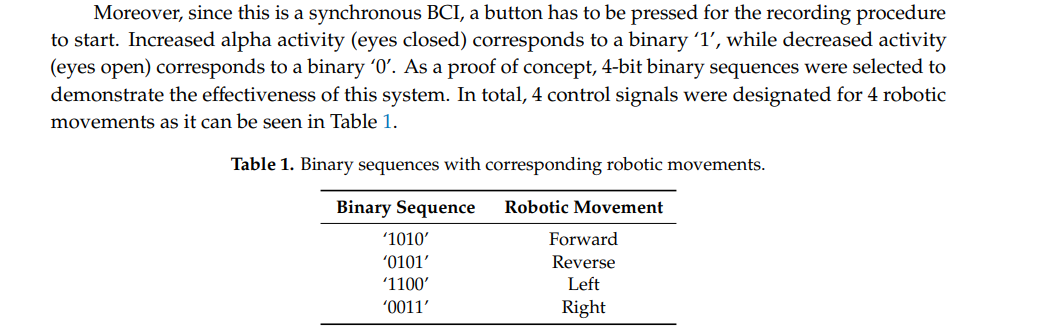 Moreover, since this is a synchronous BCI, a button has to be pressed for the recording procedure
to start. Increased alpha activity (eyes closed) corresponds to a binary ‘1’, while decreased activity
(eyes open) corresponds to a binary ‘0’. As a proof of concept, 4-bit binary sequences were selected to
demonstrate the effectiveness of this system. In total, 4 control signals were designated for 4 robotic
movements as it can be seen in Table 1.
Table 1. Binary sequences with corresponding robotic movements.
Binary Sequence Robotic Movement
‘1010’ Forward
‘0101’ Reverse
‘1100’ Left
‘0011’ Right